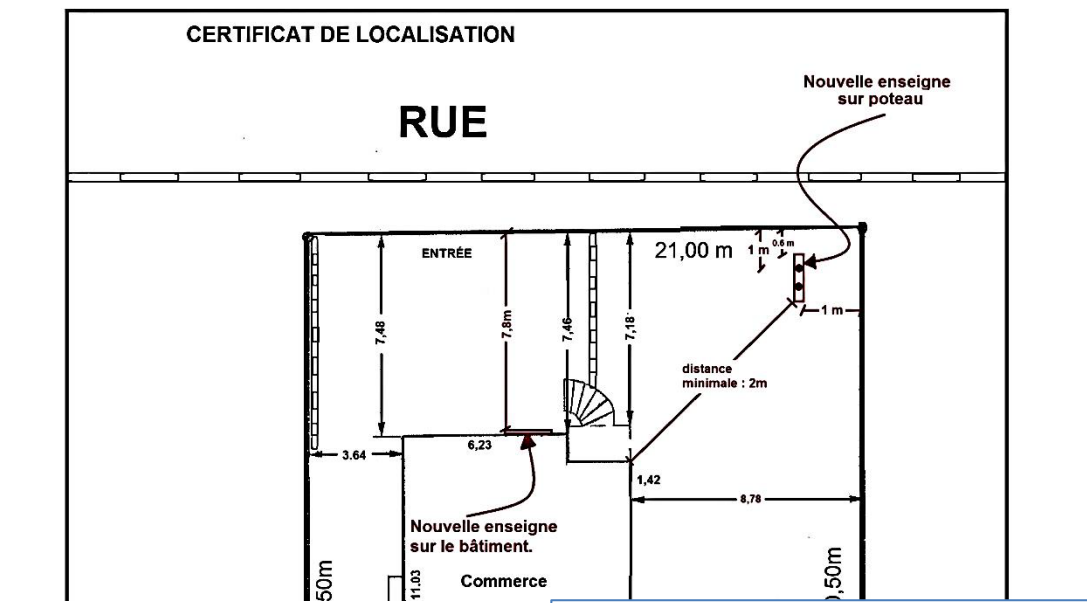 CERTIFICAT DE LOCALISATION
Nouvelle enseigne
sur poteau
RUE
ENTRÉE
21,00 m
1 m
0.6 m
7,48
7,8m
7,46
7,18
1 m
distance
minimale : 2m
6,23
3.64
1,42
8,78
Nouvelle enseigne
sur le bâtiment.
Commerce
11.03
50m
,50m